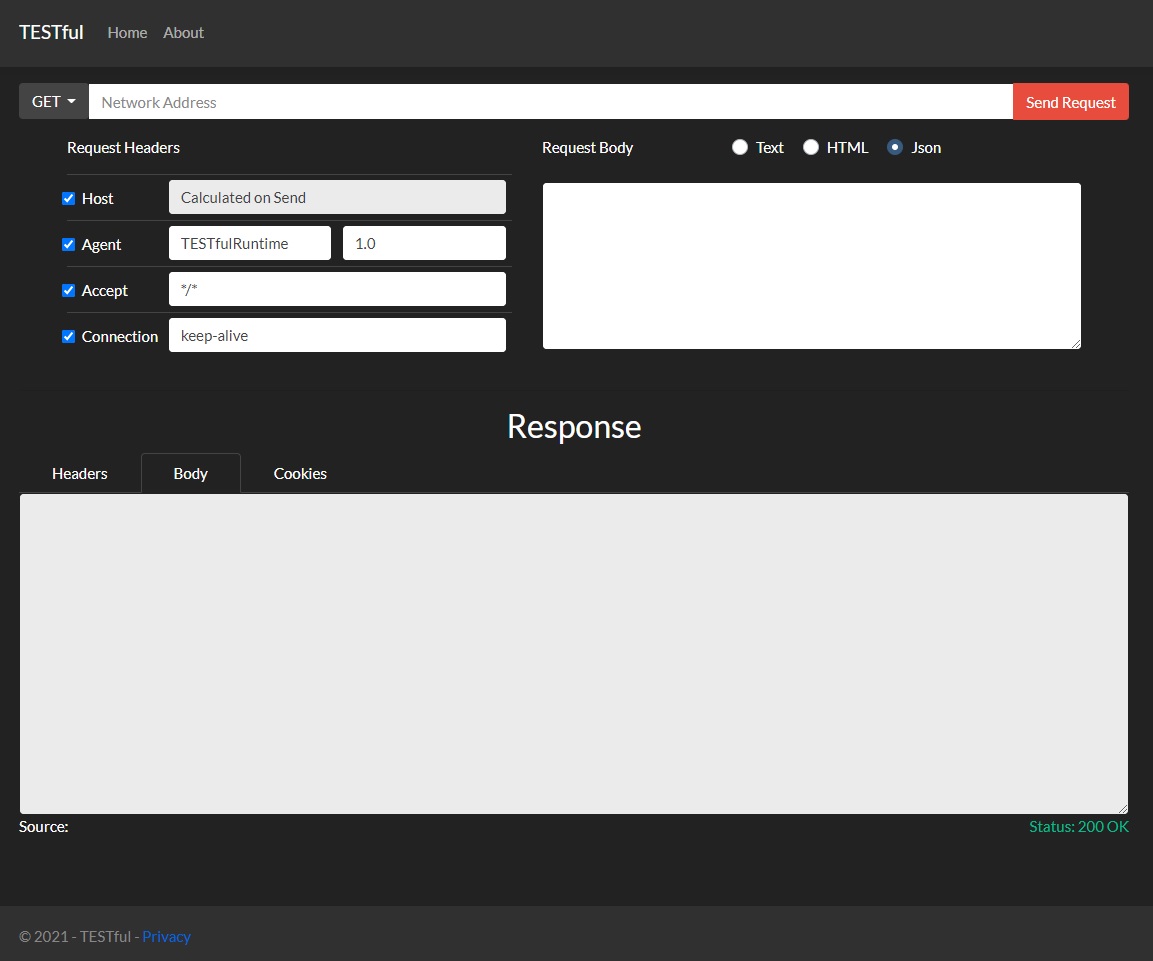 TESTful Home About
GET Network Address Send Request
Request Headers
Host Calculated on Send
Agent TESTfulRuntime 1.0
Accept */*
Connection keep-alive
Request Body Text HTML Json
Response
Headers Body Cookies
Source: Status: 200 OK
© 2021 - TESTful - Privacy